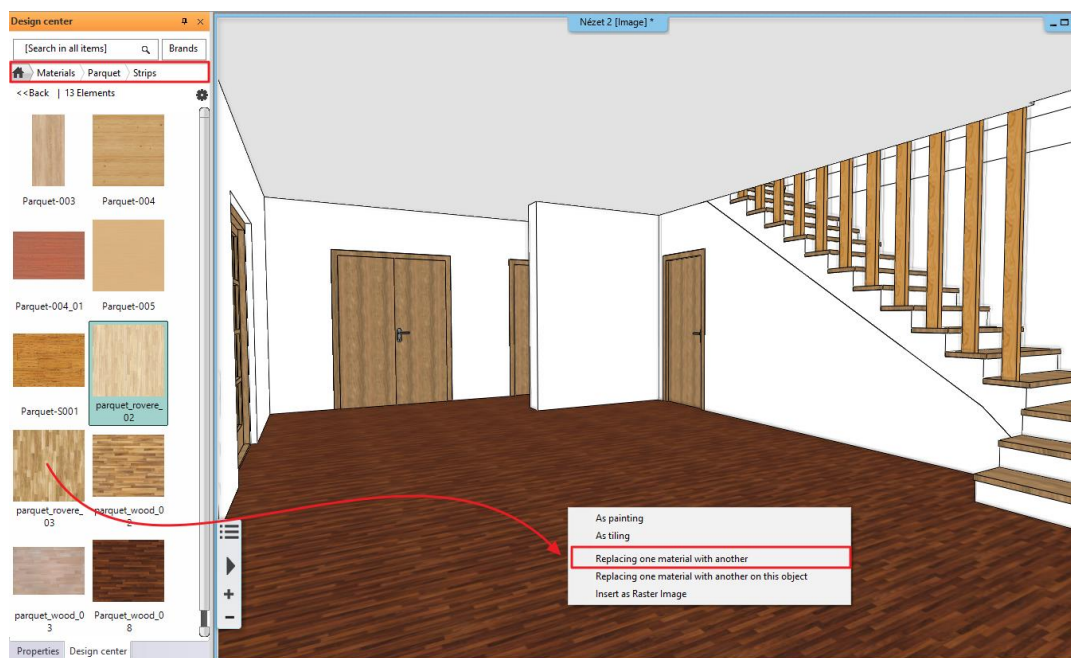 Design center
Nézet 2 [Image] *
[Search in all items]
Brands
Materials
Parquet
Strips
<<Back | 13 Elements
Parquet-003
Parquet-004
Parquet-004_01
Parquet-005
Parquet-S001
parquet_rovere_
02
parquet_rovere_
03
parquet_wood_0
2
parquet_wood_0
3
Parquet_wood_0
8
As painting
As tiling
Replacing one material with another
Replacing one material with another on this object
Insert as Raster Image
Properties
Design center